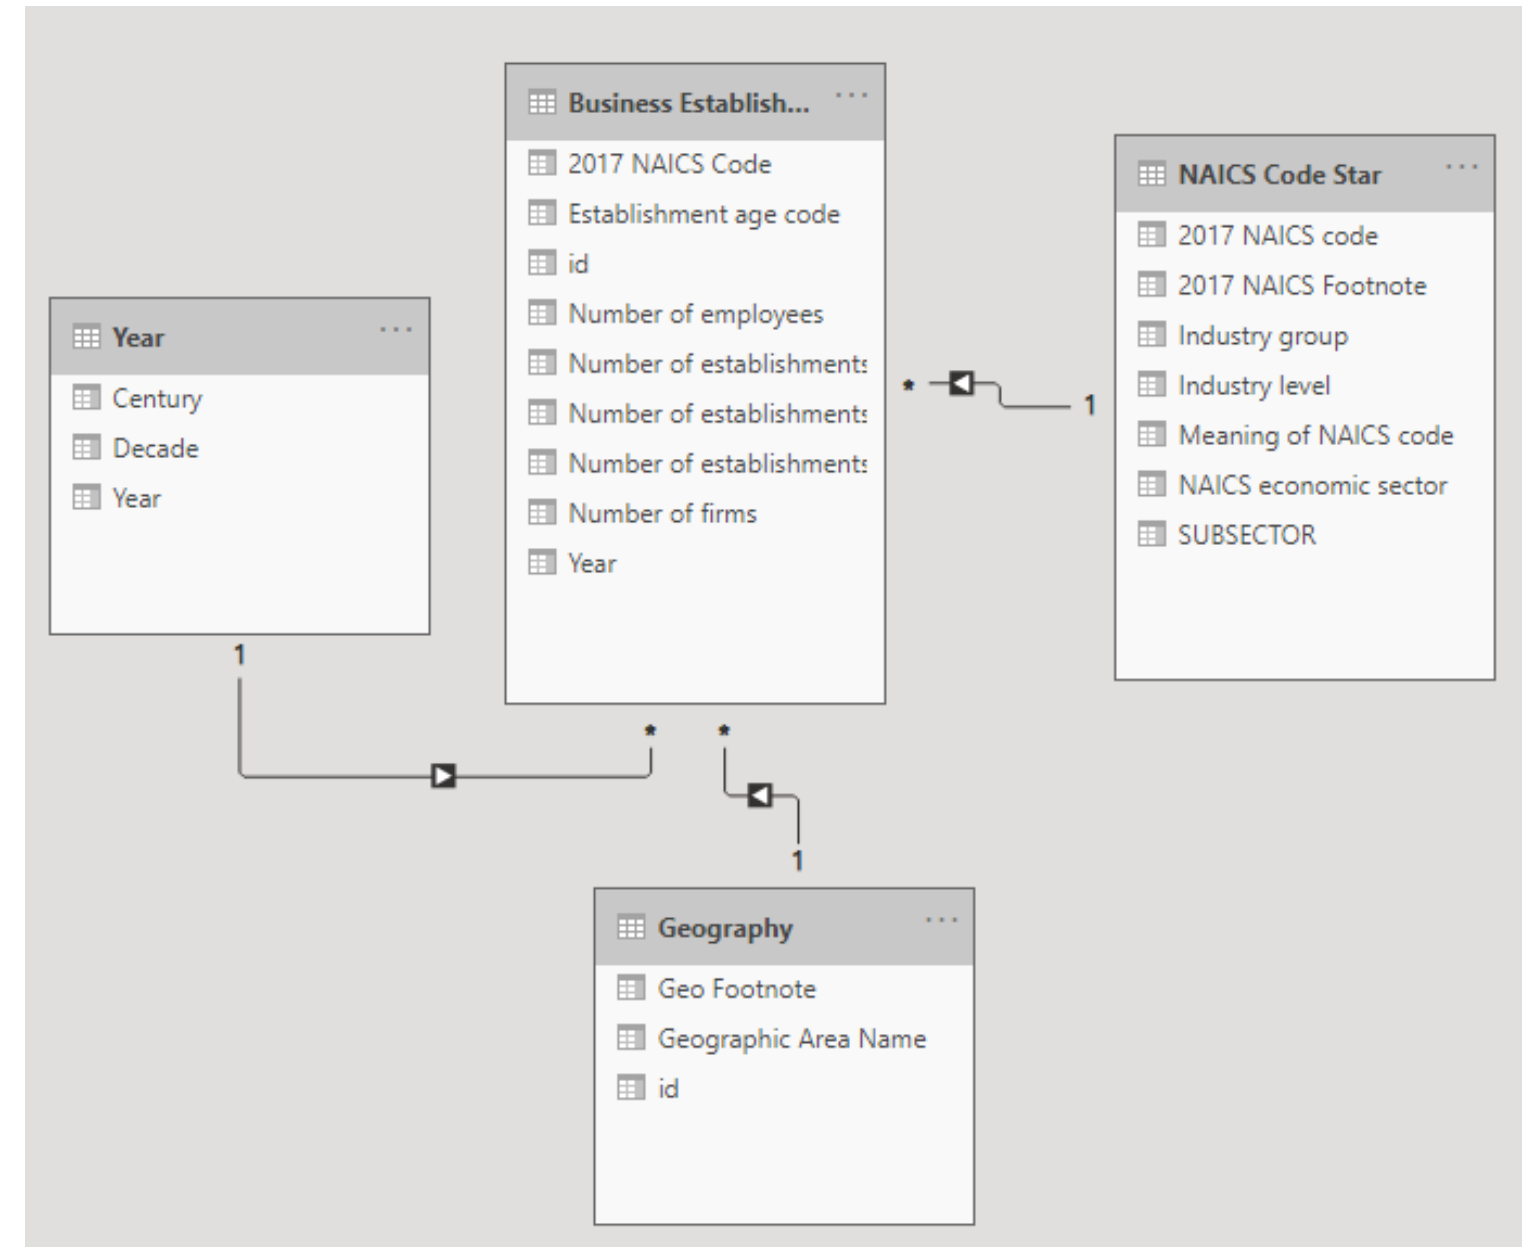 Business Establish... ...
2017 NAICS Code
Establishment age code
id
Number of employees
Number of establishments
Number of establishments
Number of establishments
Number of firms
Year
NAICS Code Star ...
2017 NAICS code
2017 NAICS Footnote
Industry group
Industry level
Meaning of NAICS code
NAICS economic sector
SUBSECTOR
Year ...
Century
Decade
Year
* 1
1
* *
1
Geography ...
Geo Footnote
Geographic Area Name
id